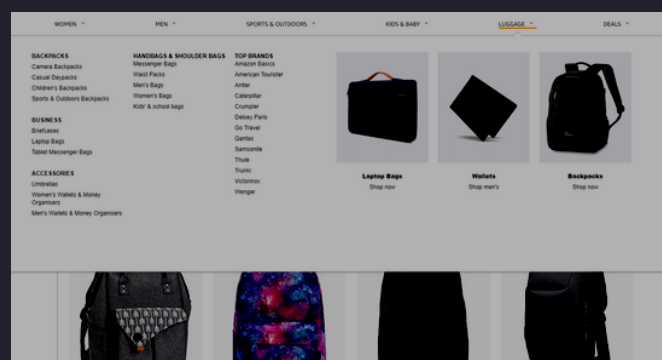 WOMEN
MEN
SPORTS & OUTDOORS
KIDS & BABY
LUGGAGE
DEALS
BACKPACKS
Camera Backpacks
Casual Daypacks
Children's Backpacks
Sports & Outdoors Backpacks
BUSINESS
Briefcases
Laptop Bags
Tablet Messenger Bags
ACCESSORIES
Umbrellas
Women's Wallets & Money
Organisers
Men's Wallets & Money Organisers
HANDBAGS & SHOULDER BAGS
Messenger Bags
Waist Packs
Men's Bags
Women's Bags
Kids' & school bags
TOP BRANDS
Amazon Basics
American Tourister
Antler
Caterpillar
Crumpler
Delsey Paris
Go Travel
Qantas
Samsonite
Thule
Trunki
Victorinox
Wenger
Laptop Bags
Shop now
Wallets
Shop men's
Backpacks
Shop now